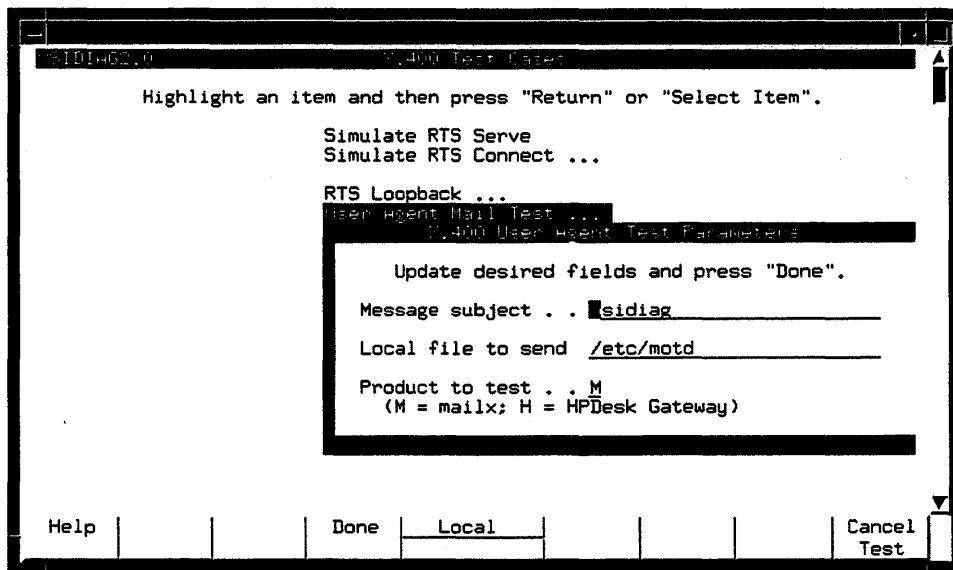 OSIDIAG2.0 X.400 Test Cases
Highlight an item and then press "Return" or "Select Item".
Simulate RTS Serve
Simulate RTS Connect ...
RTS Loopback ...
User Agent Mail Test ...
X.400 User Agent Test Parameters
Update desired fields and press "Done".
Message subject . . osidiag
Local file to send /etc/motd
Product to test . . M
(M = mailx; H = HPDesk Gateway)
Help Done Local Cancel Test